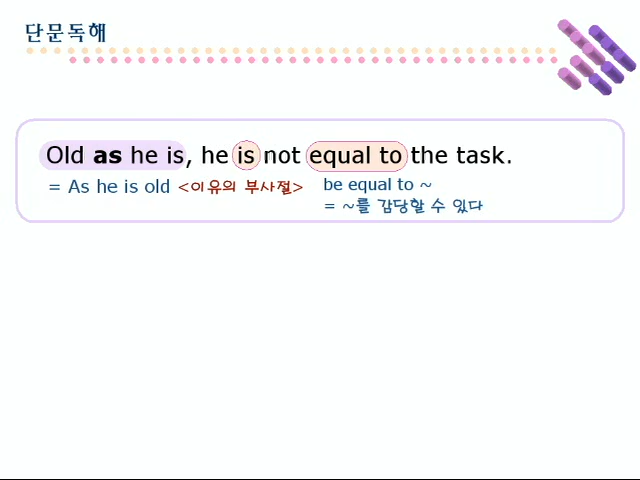 단문독해
Old as he is, he is not equal to the task.
= As he is old <이유의 부사절> be equal to ~
= ~를 감당할 수 있다